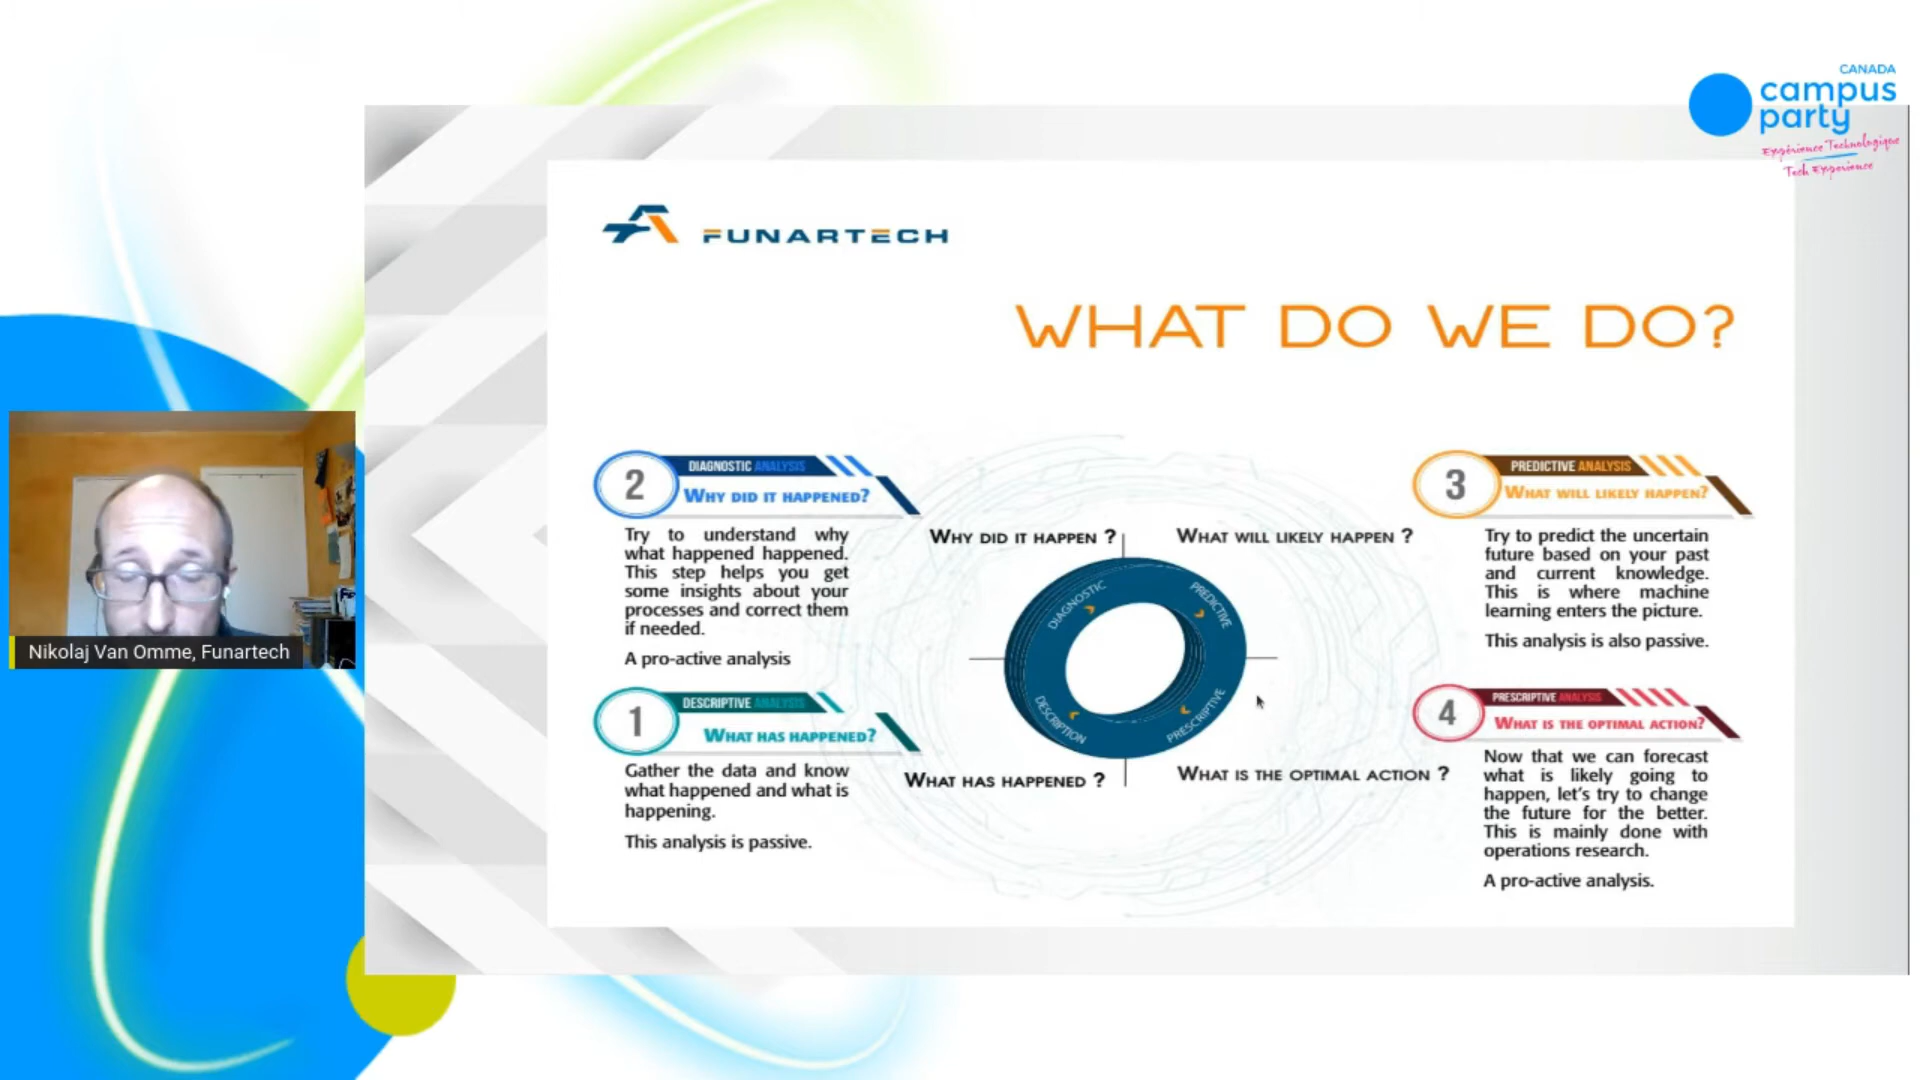 CANADA
campus
party
Expérience Technologique
Tech Experience
FUNARTECH
WHAT DO WE DO?
2
DIAGNOSTIC ANALYSIS
WHY DID IT HAPPENED?
Try to understand why
what happened happened.
This step helps you get
some insights about your
processes and correct them
if needed.
A pro-active analysis
1
DESCRIPTIVE ANALYSIS
WHAT HAS HAPPENED?
Gather the data and know
what happened and what is
happening.
This analysis is passive.
WHY DID IT HAPPEN ?
WHAT WILL LIKELY HAPPEN ?
DIAGNOSTIC
PREDICTIVE
DESCRIPTION
PRESCRIPTIVE
WHAT HAS HAPPENED ?
WHAT IS THE OPTIMAL ACTION ?
3
PREDICTIVE ANALYSIS
WHAT WILL LIKELY HAPPEN?
Try to predict the uncertain
future based on your past
and current knowledge.
This is where machine
learning enters the picture.
This analysis is also passive.
4
PRESCRIPTIVE ANALYSIS
WHAT IS THE OPTIMAL ACTION?
Now that we can forecast
what is likely going to
happen, let's try to change
the future for the better.
This is mainly done with
operations research.
A pro-active analysis.
Nikolaj Van Omme, Funartech